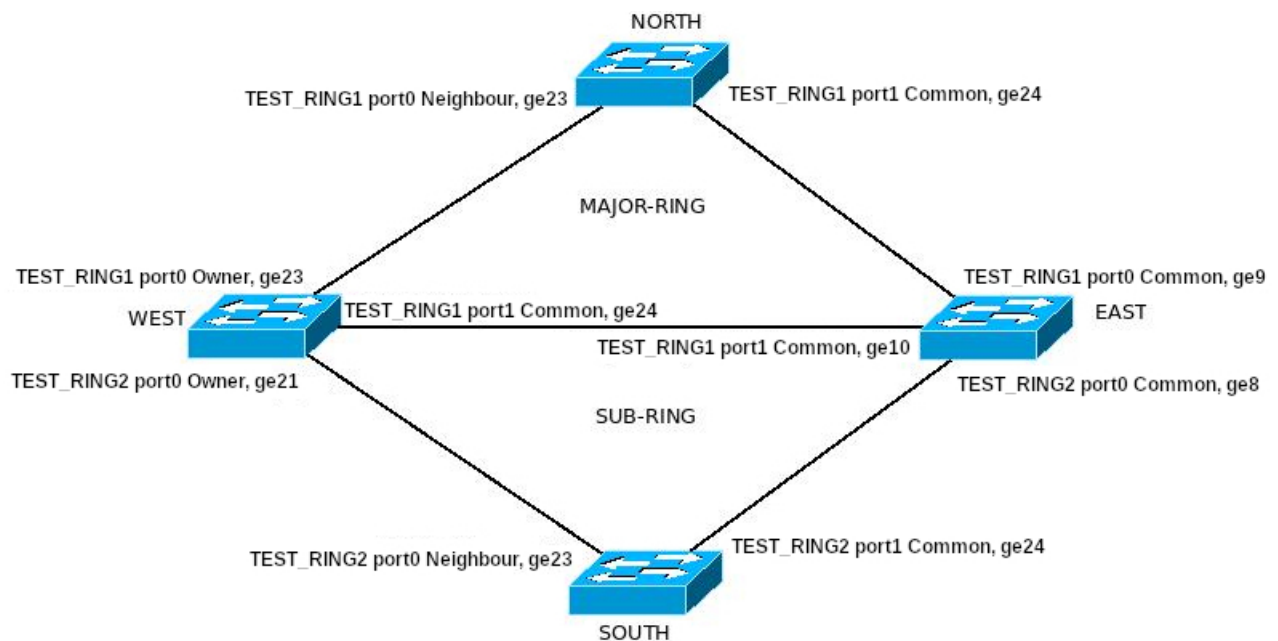 NORTH
TEST_RING1 port0 Neighbour, ge23
TEST_RING1 port1 Common, ge24
MAJOR-RING
TEST_RING1 port0 Owner, ge23
TEST_RING1 port0 Common, ge9
WEST
TEST_RING1 port1 Common, ge24
EAST
TEST_RING1 port1 Common, ge10
TEST_RING2 port0 Owner, ge21
TEST_RING2 port0 Common, ge8
SUB-RING
TEST_RING2 port0 Neighbour, ge23
TEST_RING2 port1 Common, ge24
SOUTH